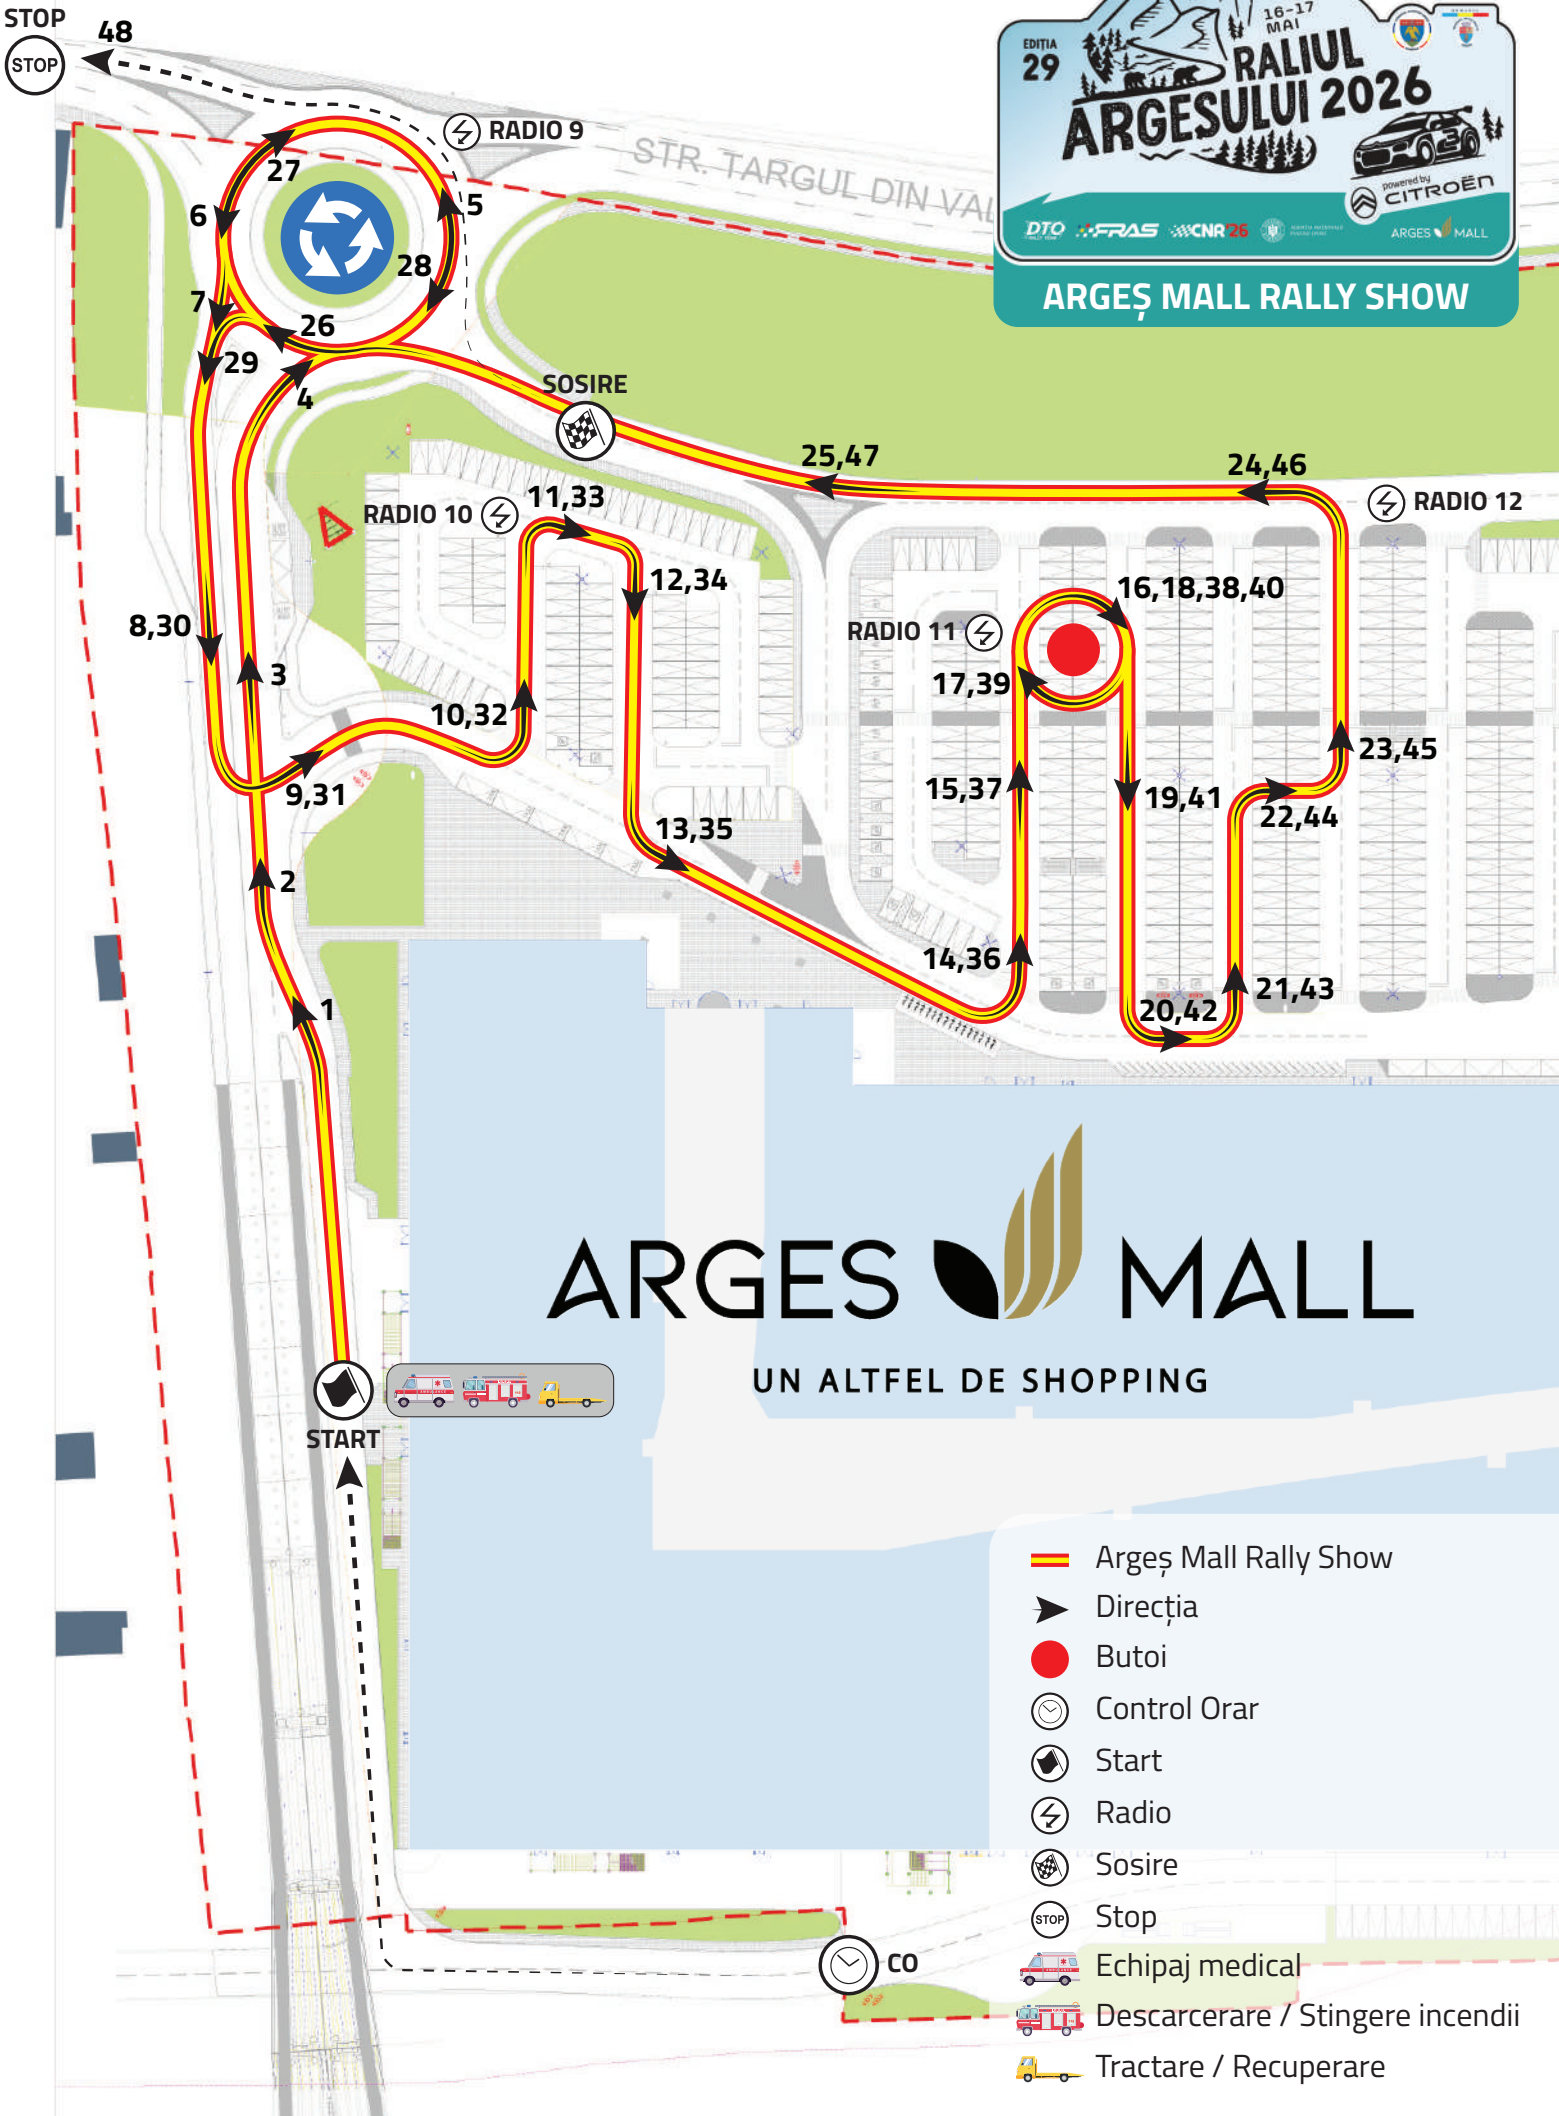 STOP
STOP
48
EDIȚIA
29
16-17
MAI
RALIUL
ARGESULUI 2026
powered by
CITROËN
DTO
FRAS
CNR'26
ARGES MALL
ARGEȘ MALL RALLY SHOW
RADIO 9
STR. TARGUL DIN VAL
27
6
5
28
7
26
29
4
SOSIRE
25,47
24,46
RADIO 12
RADIO 10
11,33
12,34
16,18,38,40
RADIO 11
8,30
3
17,39
10,32
23,45
9,31
15,37
19,41
22,44
13,35
2
14,36
21,43
20,42
1
ARGES MALL
UN ALTFEL DE SHOPPING
START
Argeș Mall Rally Show
Direcția
Butoi
Control Orar
Start
Radio
Sosire
STOP Stop
CO
Echipaj medical
Descarcerare / Stingere incendii
Tractare / Recuperare